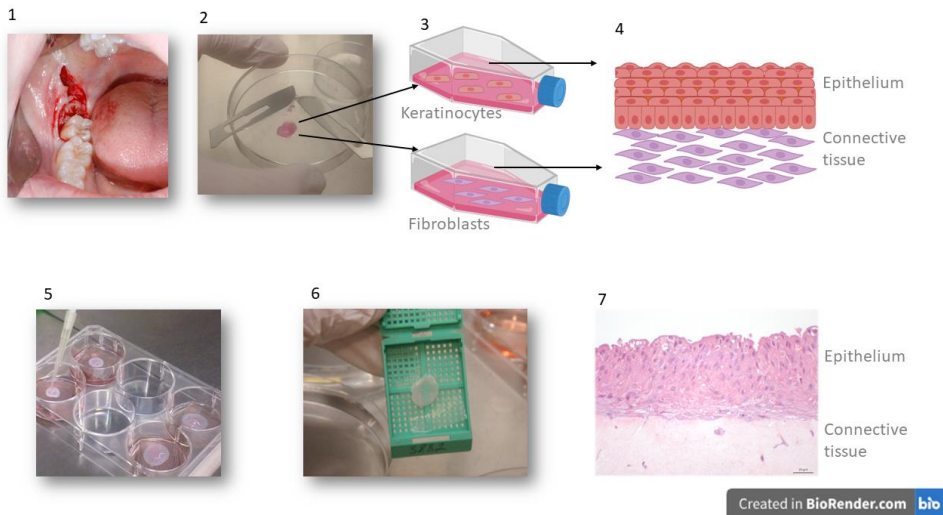 1
2
3
4
Keratinocytes
Fibroblasts
Epithelium
Connective
tissue
5
6
7
Epithelium
Connective
tissue
Created in BioRender.com bio